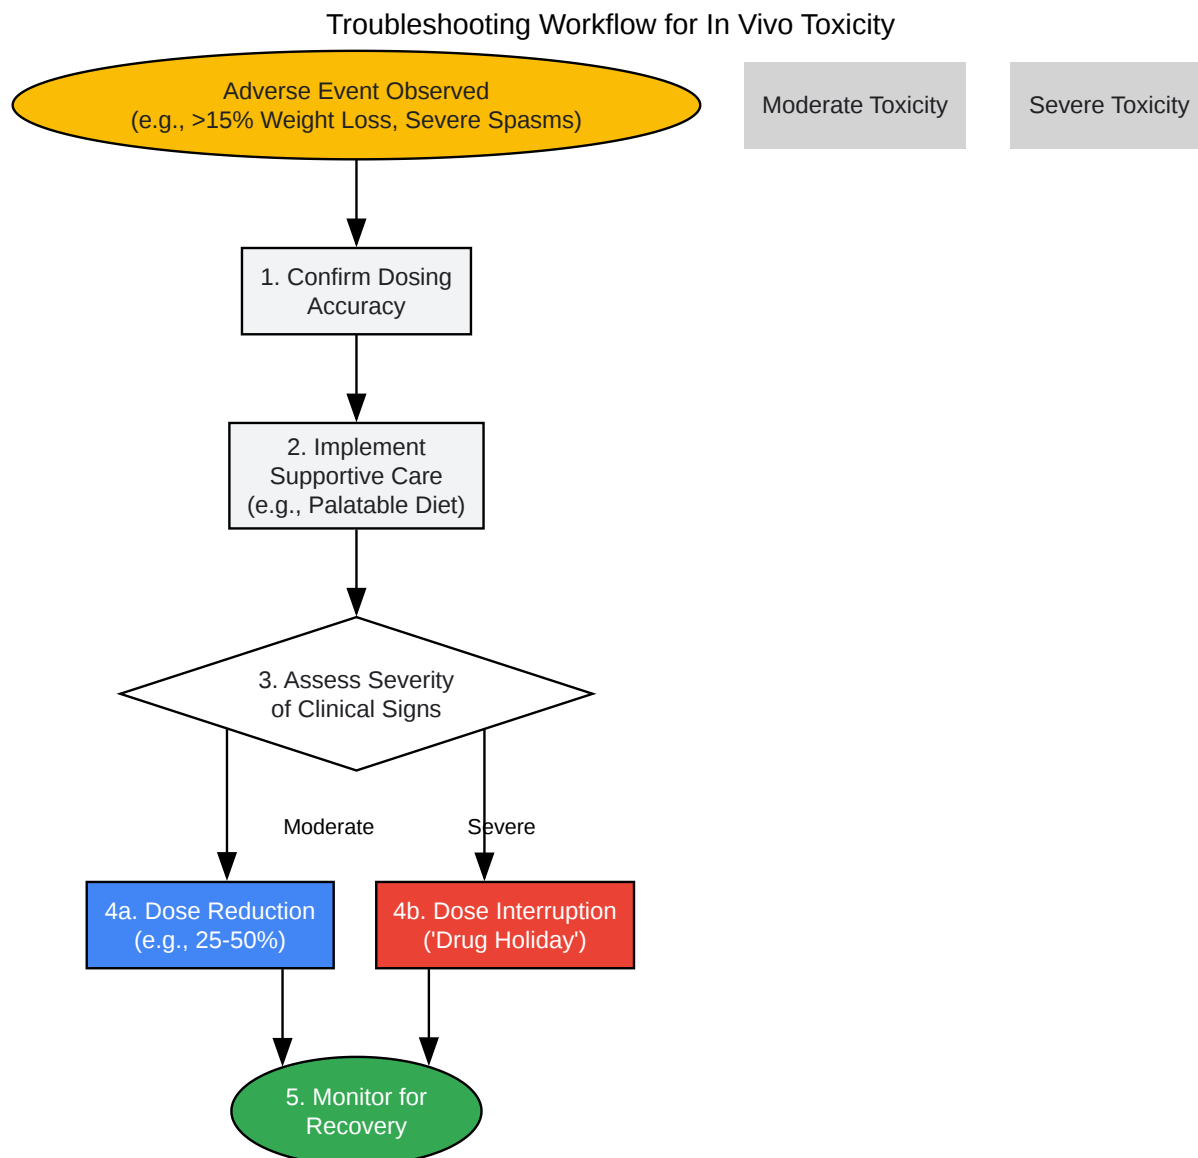 Troubleshooting Workflow for In Vivo Toxicity
Adverse Event Observed
(e.g., >15% Weight Loss, Severe Spasms)
Moderate Toxicity
Severe Toxicity
1. Confirm Dosing
Accuracy
2. Implement
Supportive Care
(e.g., Palatable Diet)
3. Assess Severity
of Clinical Signs
Moderate
Severe
4a. Dose Reduction
(e.g., 25-50%)
4b. Dose Interruption
('Drug Holiday')
5. Monitor for
Recovery